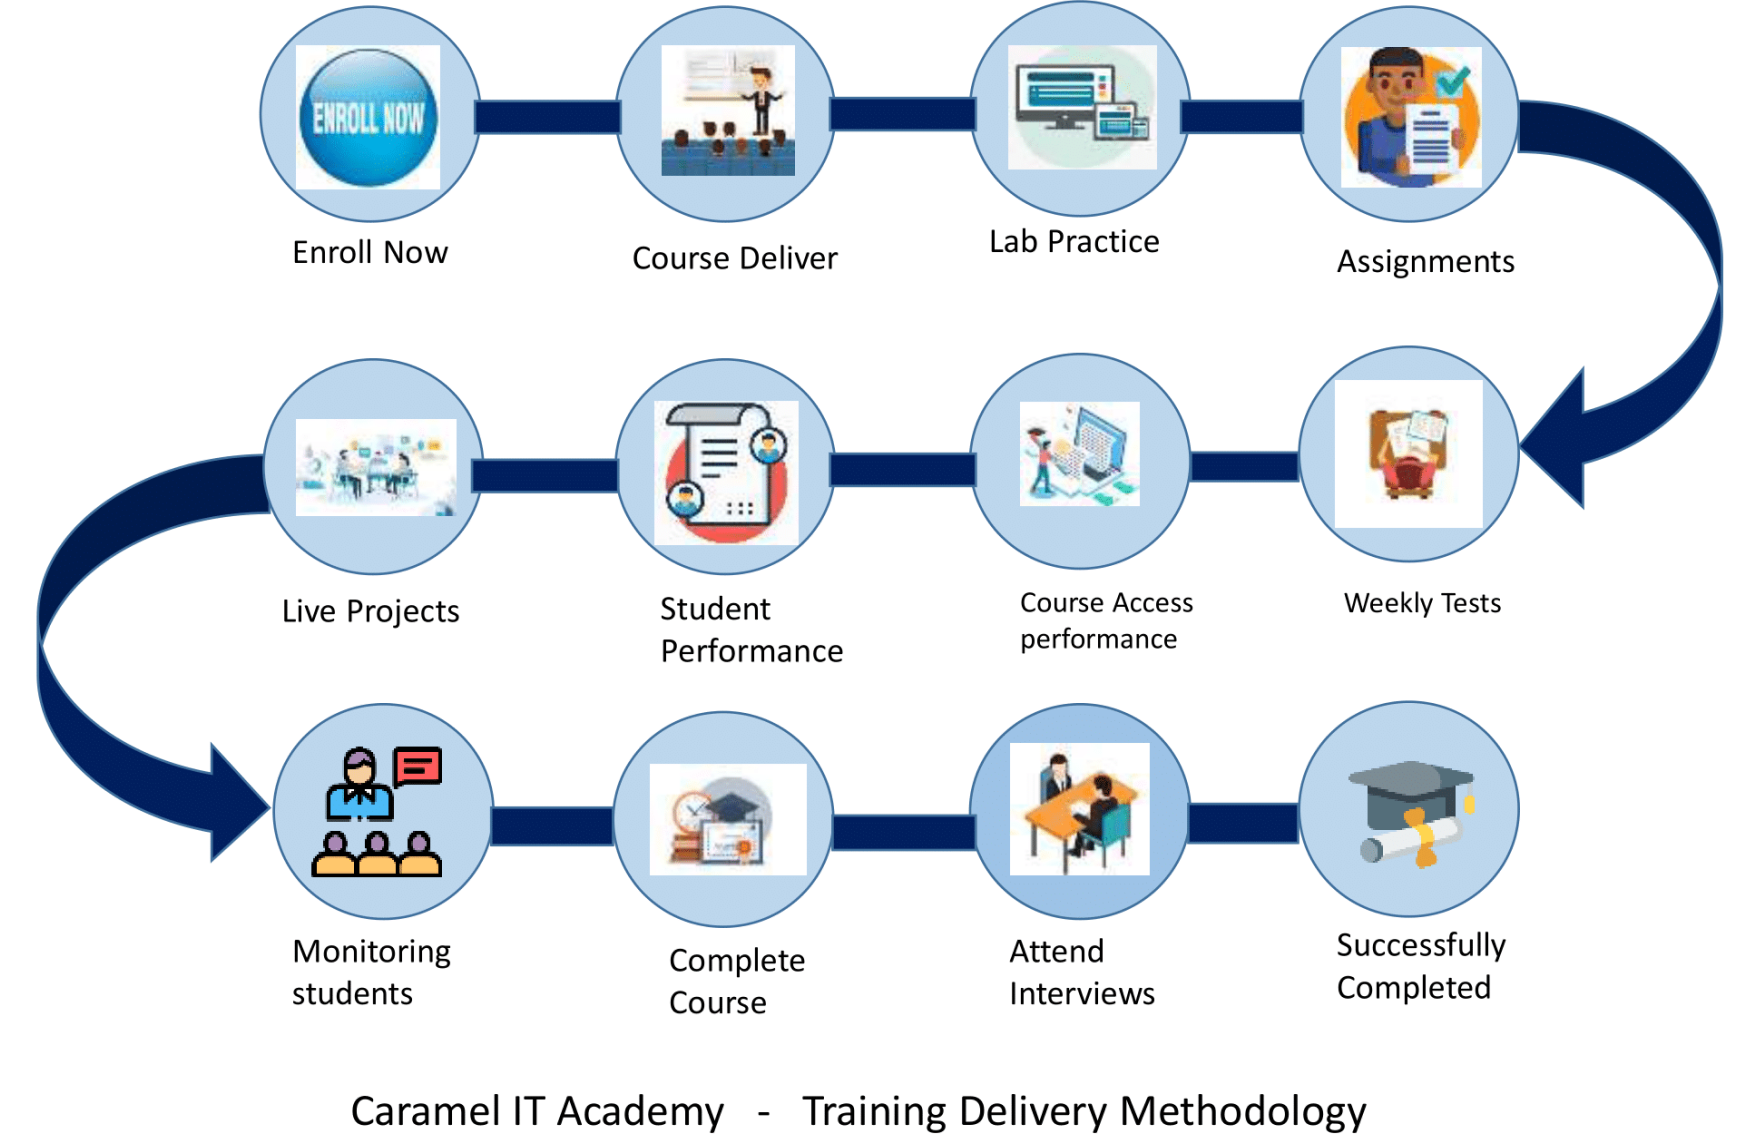 ENROLL NOW
Enroll Now
Course Deliver
Lab Practice
Assignments
Live Projects
Student
Performance
Course Access
performance
Weekly Tests
Monitoring
students
Complete
Course
Attend
Interviews
Successfully
Completed
Caramel IT Academy - Training Delivery Methodology